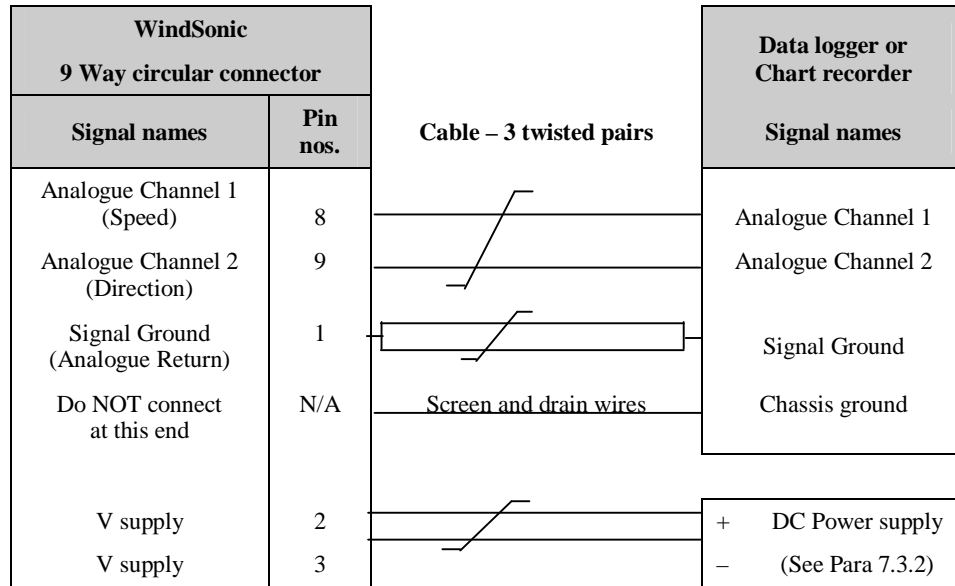 WindSonic
9 Way circular connector
Data logger or
Chart recorder
Signal names
Pin
nos.
Cable – 3 twisted pairs
Signal names
Analogue Channel 1
(Speed)
8
Analogue Channel 1
Analogue Channel 2
(Direction)
9
Analogue Channel 2
Signal Ground
(Analogue Return)
1
Signal Ground
Do NOT connect
at this end
N/A
Screen and drain wires
Chassis ground
V supply
2
+ DC Power supply
V supply
3
– (See Para 7.3.2)